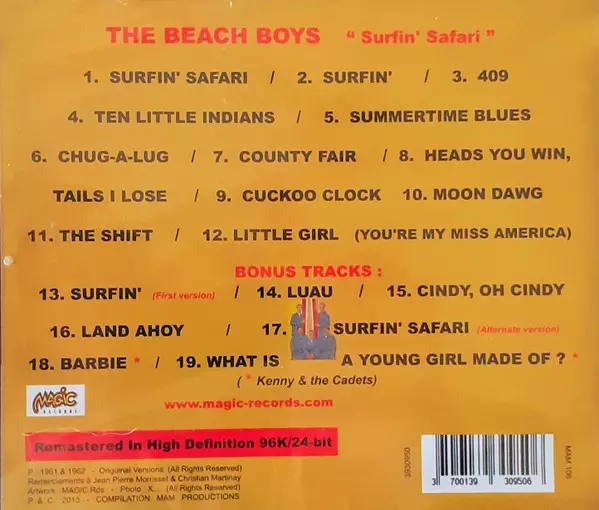 THE BEACH BOYS “ Surfin' Safari ”
1. SURFIN' SAFARI / 2. SURFIN' / 3. 409
4. TEN LITTLE INDIANS / 5. SUMMERTIME BLUES
6. CHUG-A-LUG / 7. COUNTY FAIR / 8. HEADS YOU WIN,
TAILS I LOSE / 9. CUCKOO CLOCK 10. MOON DAWG
11. THE SHIFT / 12. LITTLE GIRL (YOU'RE MY MISS AMERICA)
BONUS TRACKS :
13. SURFIN' (First version) / 14. LUAU / 15. CINDY, OH CINDY
16. LAND AHOY / 17. SURFIN' SAFARI (Alternate version)
18. BARBIE * / 19. WHAT IS A YOUNG GIRL MADE OF ? *
( * Kenny & the Cadets)
MAGIC
RECORDS
www.magic-records.com
Remastered In High Definition 96K/24-bit
P. 1961 & 1962 - Original Versions (All Rights Reserved)
Remerciements à Jean Pierre Morrisset & Christian Martinay
Artwork MAGIC Rds - Photo X... (All Rights Reserved)
P & C 2013 - COMPILATION MAM PRODUCTIONS
3930950
3 700139 309506
MAM 106